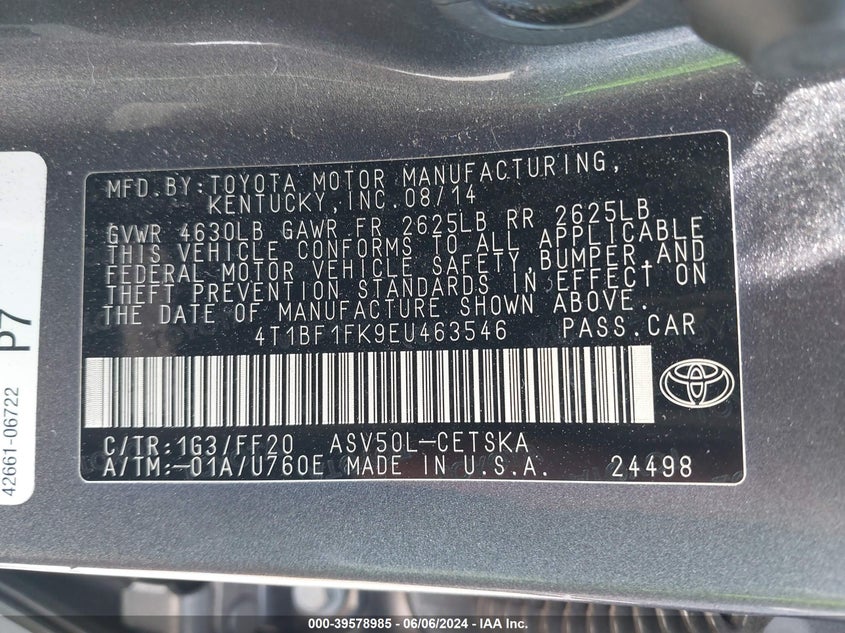 MFD.BY:TOYOTA MOTOR MANUFACTURING,
KENTUCKY,INC.08/14
GVWR 4630LB GAWR FR 2625LB RR 2625LB
THIS VEHICLE CONFORMS TO ALL APPLICABLE
FEDERAL MOTOR VEHICLE SAFETY,BUMPER,AND
THEFT PREVENTION STANDARDS IN EFFECT ON
THE DATE OF MANUFACTURE SHOWN ABOVE.
4T1BF1FK9EU463546 PASS.CAR
C/TR:1G3/FF20 ASV50L-CETSKA
A/TM:-01A/U760E MADE IN U.S.A. 24498
P7
42661-06722
000-39578985 - 06/06/2024 - IAA Inc.